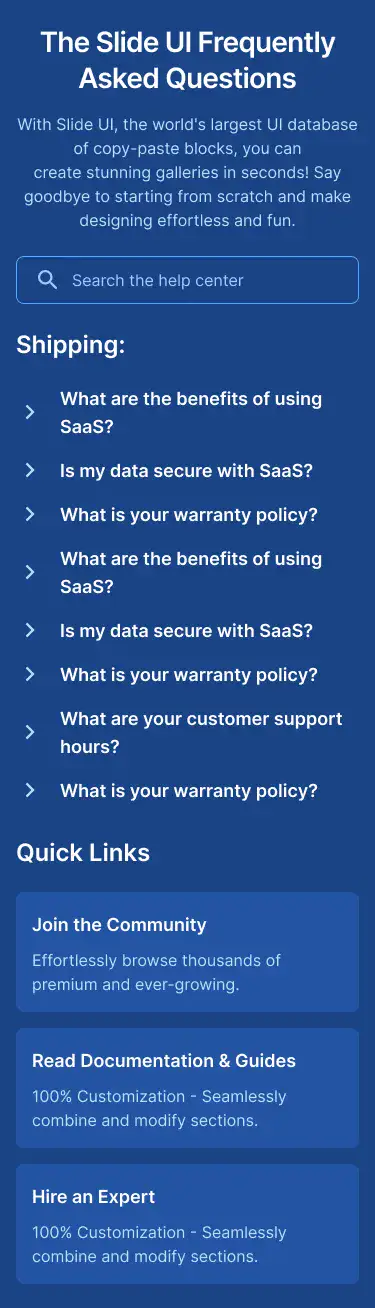 The Slide UI Frequently
Asked Questions
With Slide UI, the world's largest UI database
of copy-paste blocks, you can
create stunning galleries in seconds! Say
goodbye to starting from scratch and make
designing effortless and fun.
Search the help center
Shipping:
What are the benefits of using
SaaS?
Is my data secure with SaaS?
What is your warranty policy?
What are the benefits of using
SaaS?
Is my data secure with SaaS?
What is your warranty policy?
What are your customer support
hours?
What is your warranty policy?
Quick Links
Join the Community
Effortlessly browse thousands of
premium and ever-growing.
Read Documentation & Guides
100% Customization - Seamlessly
combine and modify sections.
Hire an Expert
100% Customization - Seamlessly
combine and modify sections.